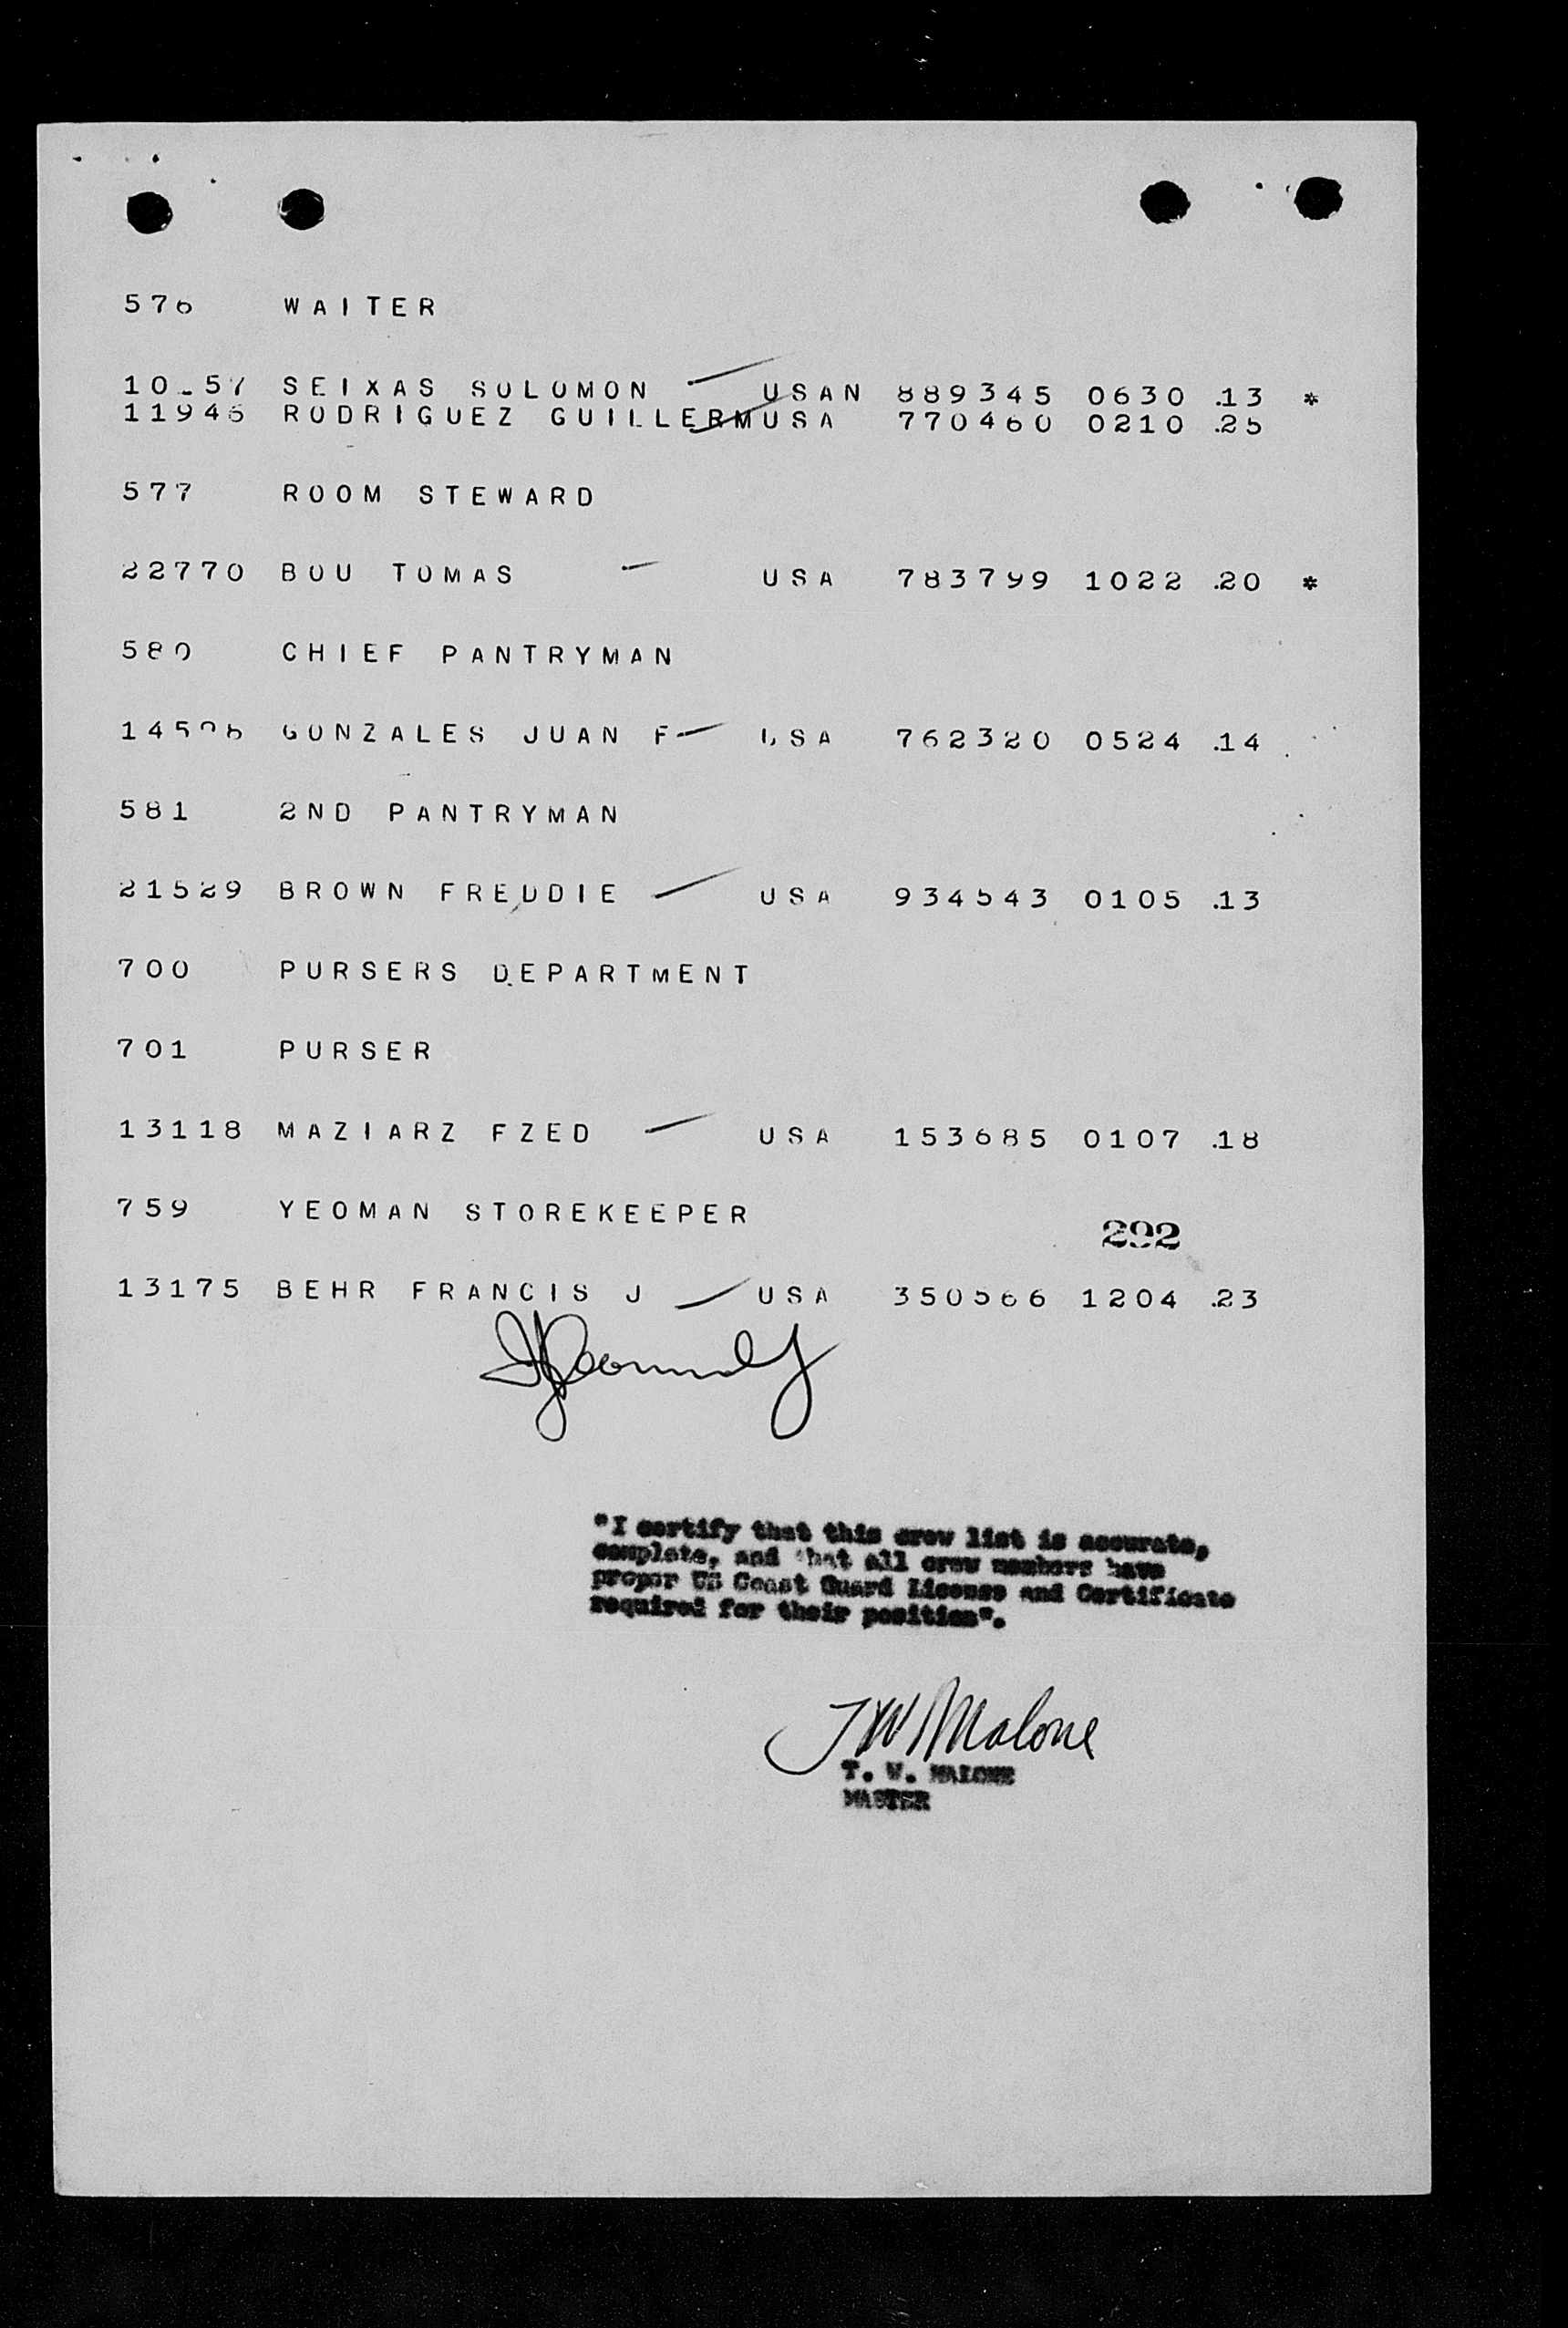 576 WAITER
SEIXAS SOLOMON USAN 889345 0630 .13 *
11946 RODRIGUEZ GUILLERMUSA 770460 0210 .25
577 ROOM STEWARD
22770 BOU TOMAS USA 783799 1022 .20 *
580 CHIEF PANTRYMAN
GONZALES JUAN F USA 762320 0524 .14
581 2ND PANTRYMAN
21529 BROWN FREDDIE USA 934543 0105 .13
700 PURSERS DEPARTMENT
701 PURSER
13118 MAZIARZ FZED USA 153685 0107 .18
759 YEOMAN STOREKEEPER
292
13175 BEHR FRANCIS J USA 350566 1204 .23
"I certify that this crew list is accurate,
complete, and that all crew members have
proper US Coast Guard License and Certificate
required for their position".
T W Malone
T. W. MALONE
MASTER